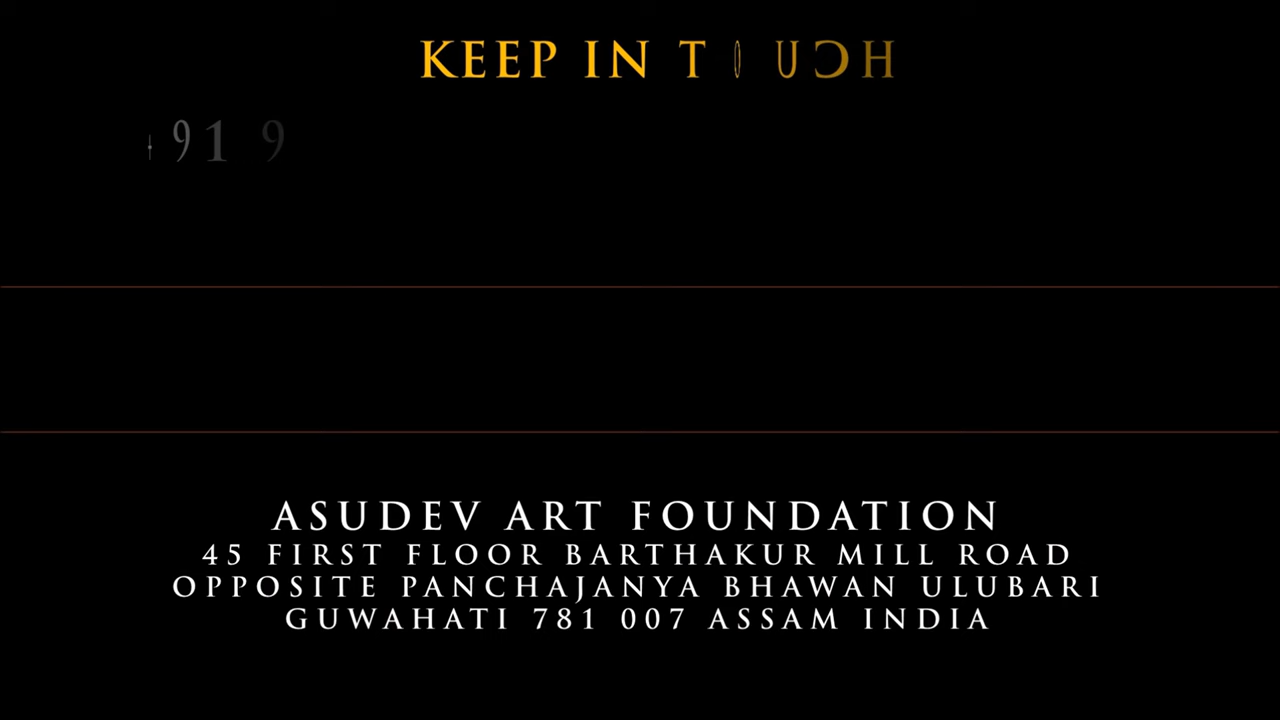 KEEP IN TOUCH
+91 9
ASUDEV ART FOUNDATION
45 FIRST FLOOR BARTHAKUR MILL ROAD
OPPOSITE PANCHAJANYA BHAWAN ULUBARI
GUWAHATI 781 007 ASSAM INDIA